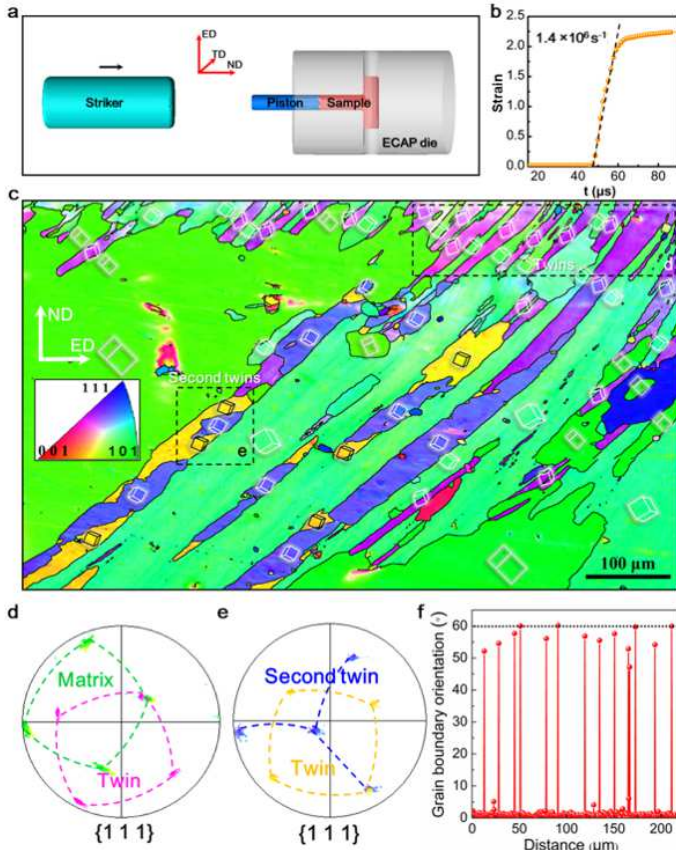 a
ED
TD
ND
Striker
Piston
Sample
ECAP die
b
2.5
2.0
1.5
1.0
0.5
0.0
Strain
1.4 ×10⁶s⁻¹
20
40
60
80
t (μs)
c
Twins
d
ND
ED
Second twins
1 1 1
0 0 1
1 0 1
e
100 μm
d
Matrix
Twin
{1 1 1}
e
Second twin
Twin
{1 1 1}
f
60
50
40
30
20
10
0
Grain boundary orientation (°)
0
50
100
150
200
Distance (μm)